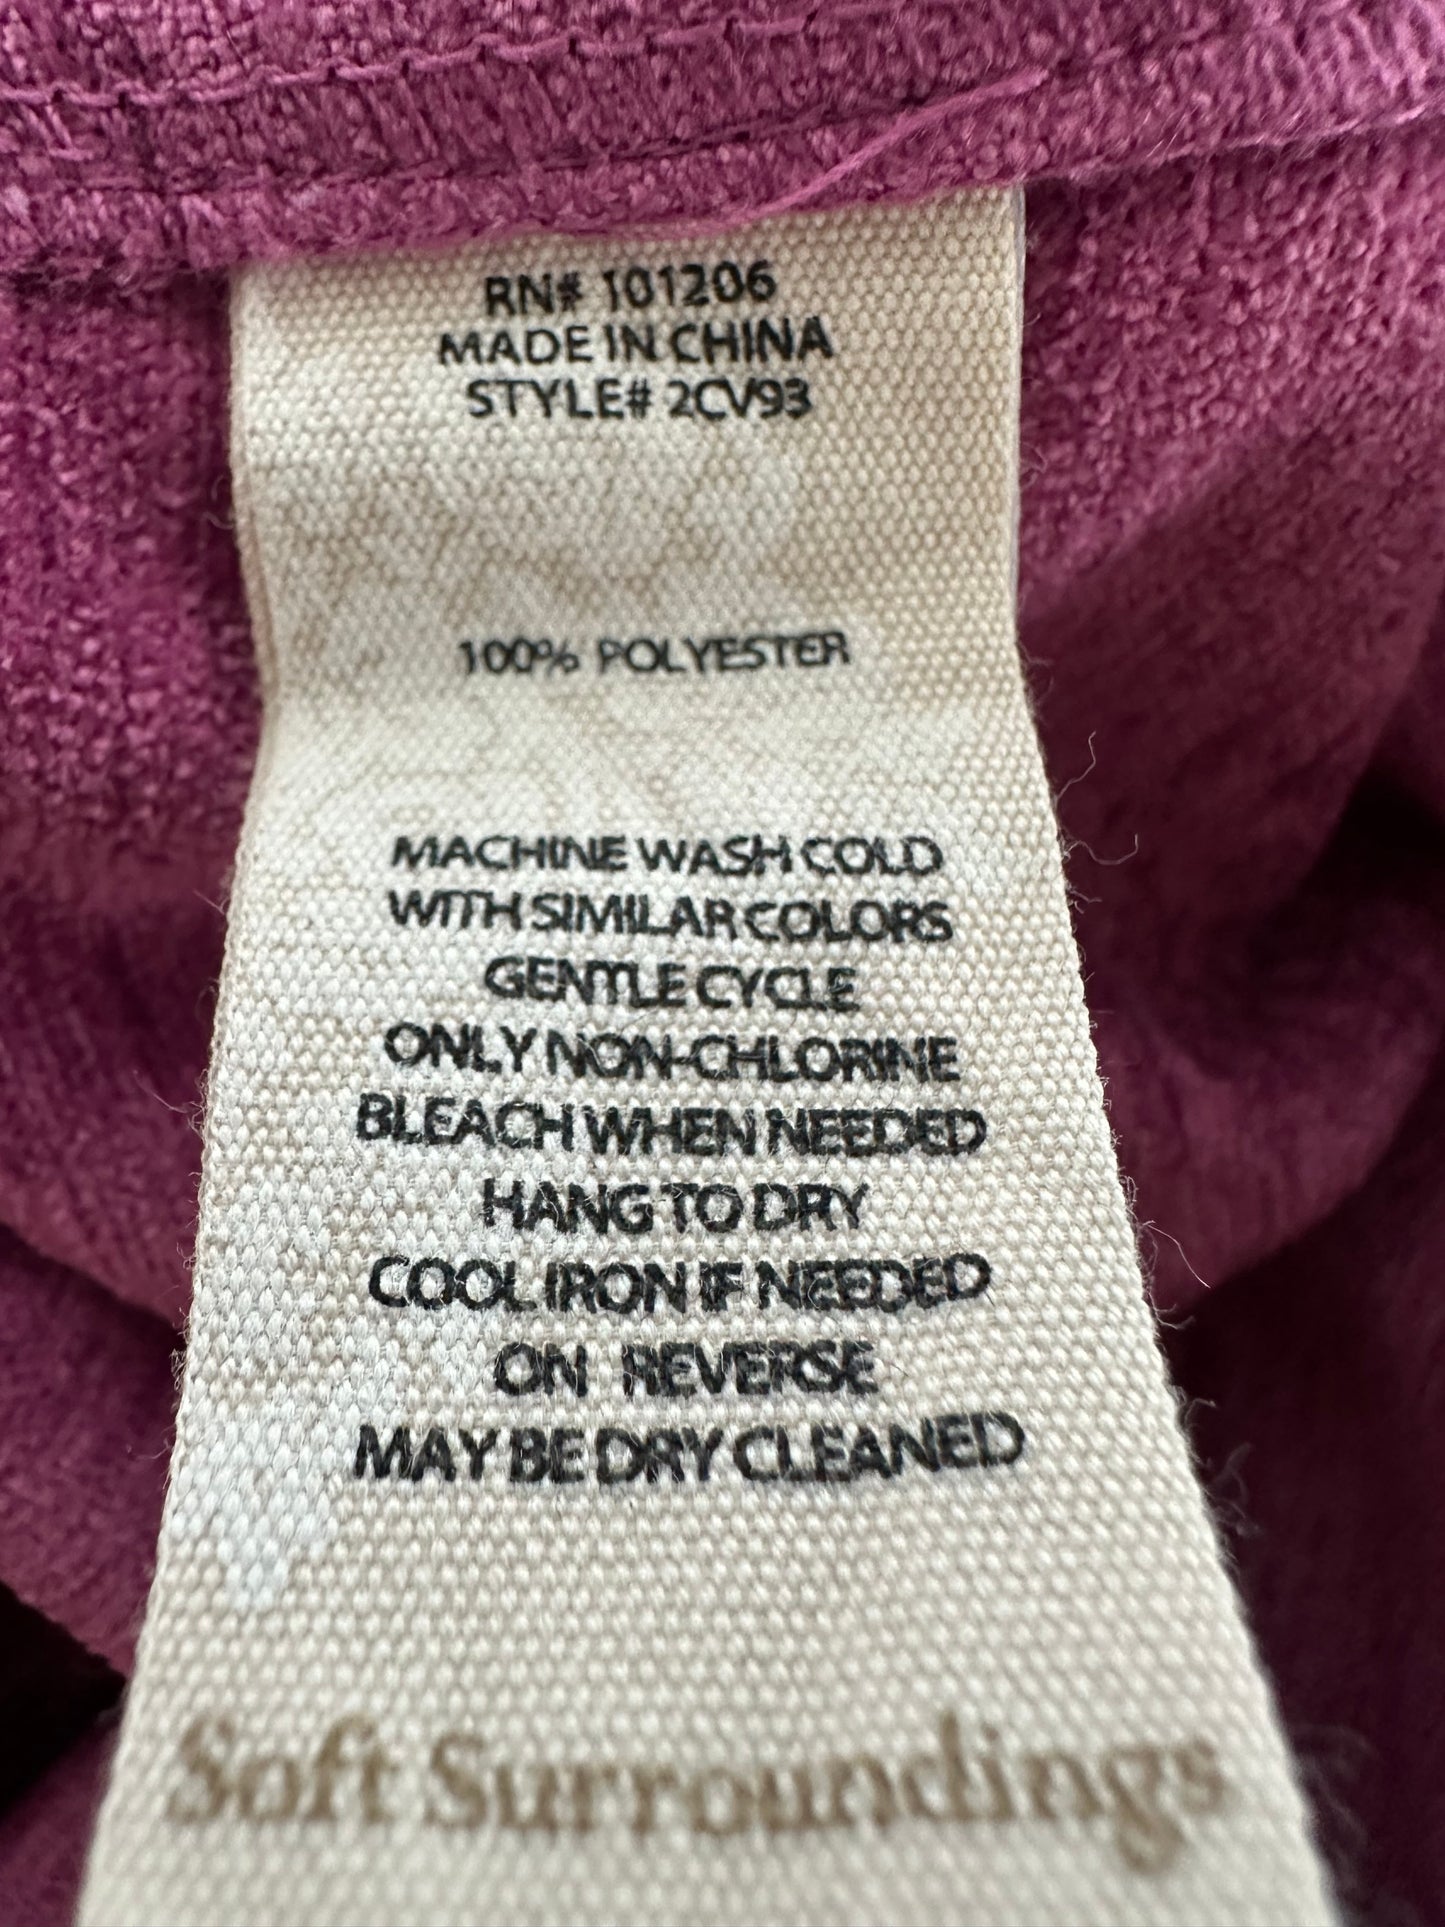 RN# 101206
MADE IN CHINA
STYLE# 2CV93
100% POLYESTER
MACHINE WASH COLD
WITH SIMILAR COLORS
GENTLE CYCLE
ONLY NON-CHLORINE
BLEACH WHEN NEEDED
HANG TO DRY
COOL IRON IF NEEDED
ON REVERSE
MAY BE DRY CLEANED
Soft Surroundings